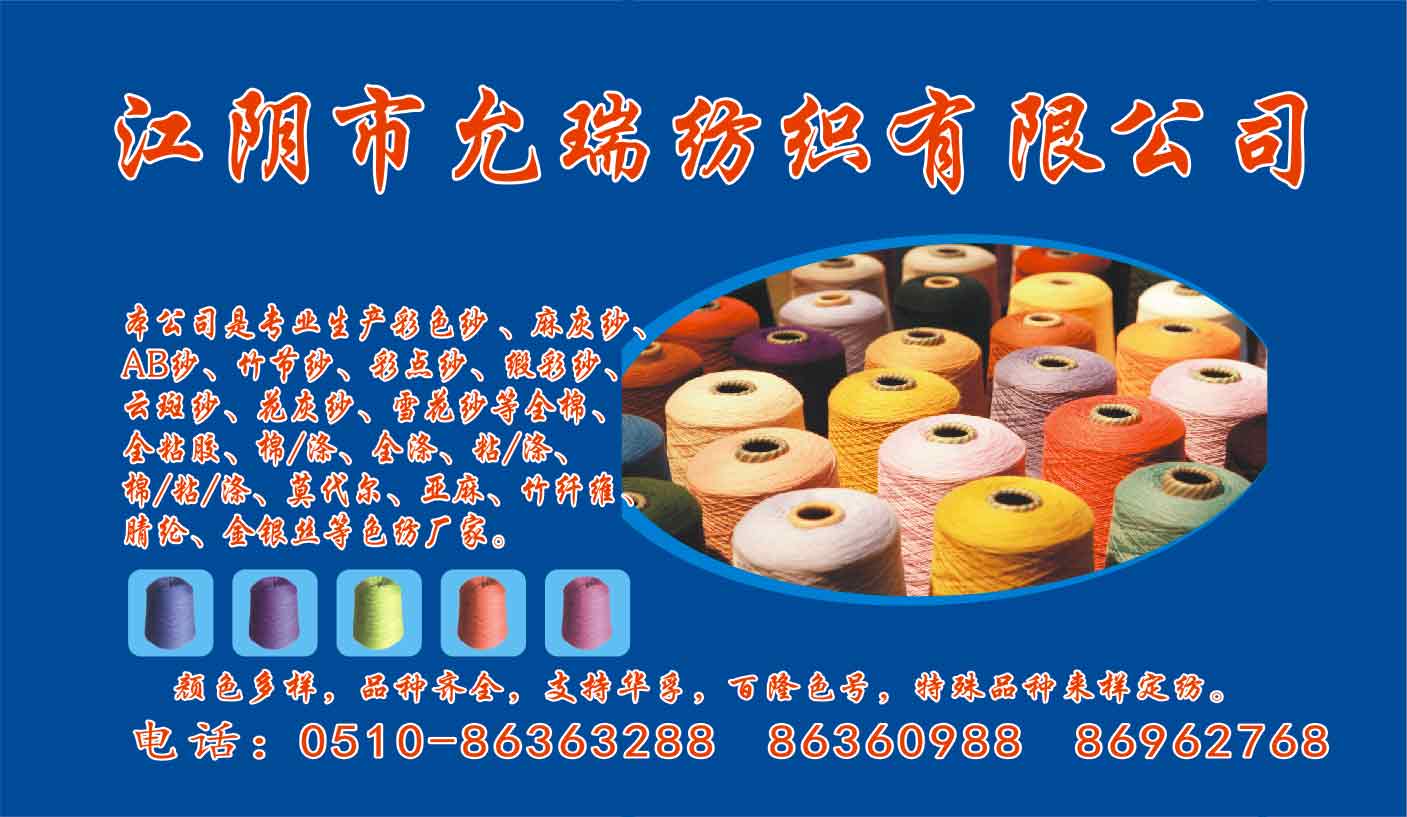 江阴市允瑞纺织有限公司
本公司是专业生产彩色纱、麻灰纱、
AB纱、竹节纱、彩点纱、缎彩纱、
云斑纱、花灰纱、雪花纱等全棉、
全粘胶、棉/涤、全涤、粘/涤、
棉/粘/涤、莫代尔、亚麻、竹纤维、
腈纶、金银丝等色纺厂家。
颜色多样，品种齐全，支持华孚，百隆色号，特殊品种来样定纺。
电话：0510-86363288 86360988 86962768